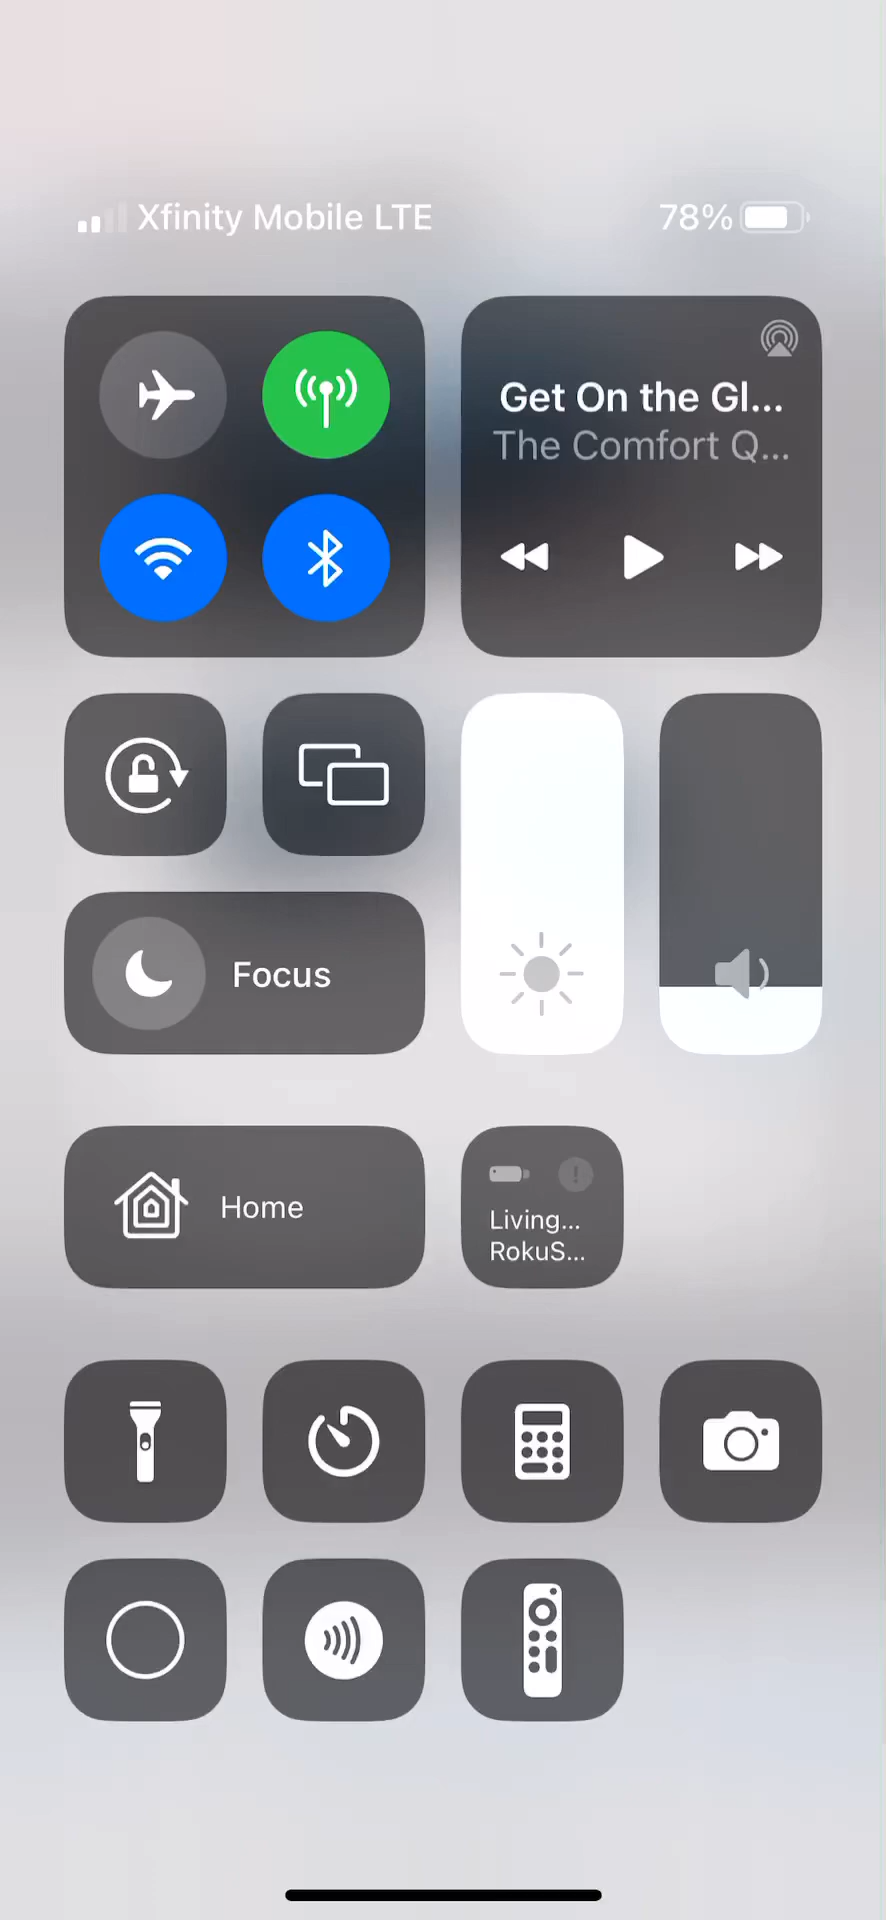 Xfinity Mobile LTE
78%
Get On the Gl...
The Comfort Q...
Focus
Home
Living...
RokuS...